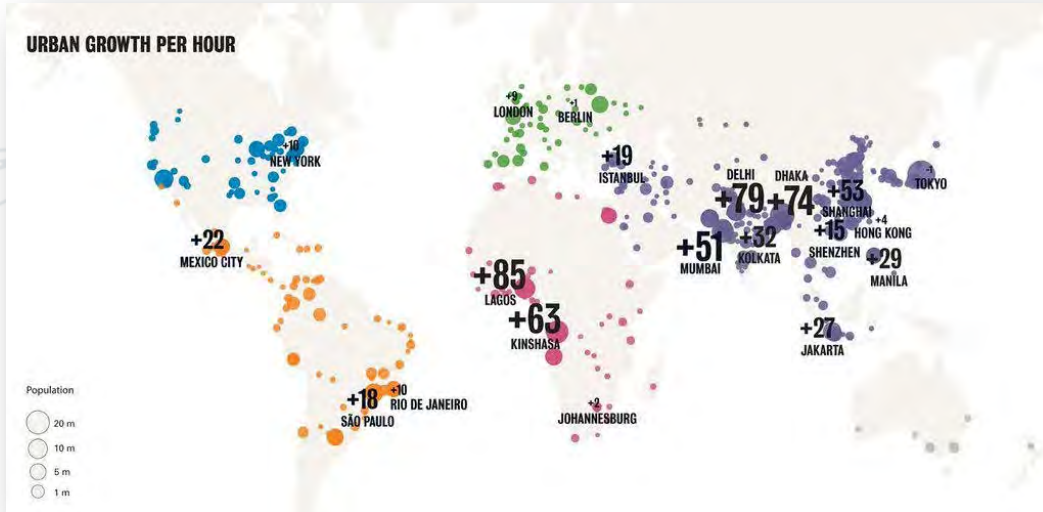 URBAN GROWTH PER HOUR
+9
LONDON
+1
BERLIN
+10
NEW YORK
+19
ISTANBUL
DELHI
+79
DHAKA
+74
+53
SHANGHAI
-1
TOKYO
+4
HONG KONG
+15
SHENZHEN
+22
MEXICO CITY
+51
MUMBAI
+32
KOLKATA
+29
MANILA
+85
LAGOS
+63
KINSHASA
+27
JAKARTA
+18
SÃO PAULO
+10
RIO DE JANEIRO
+2
JOHANNESBURG
Population
20 m
10 m
5 m
1 m